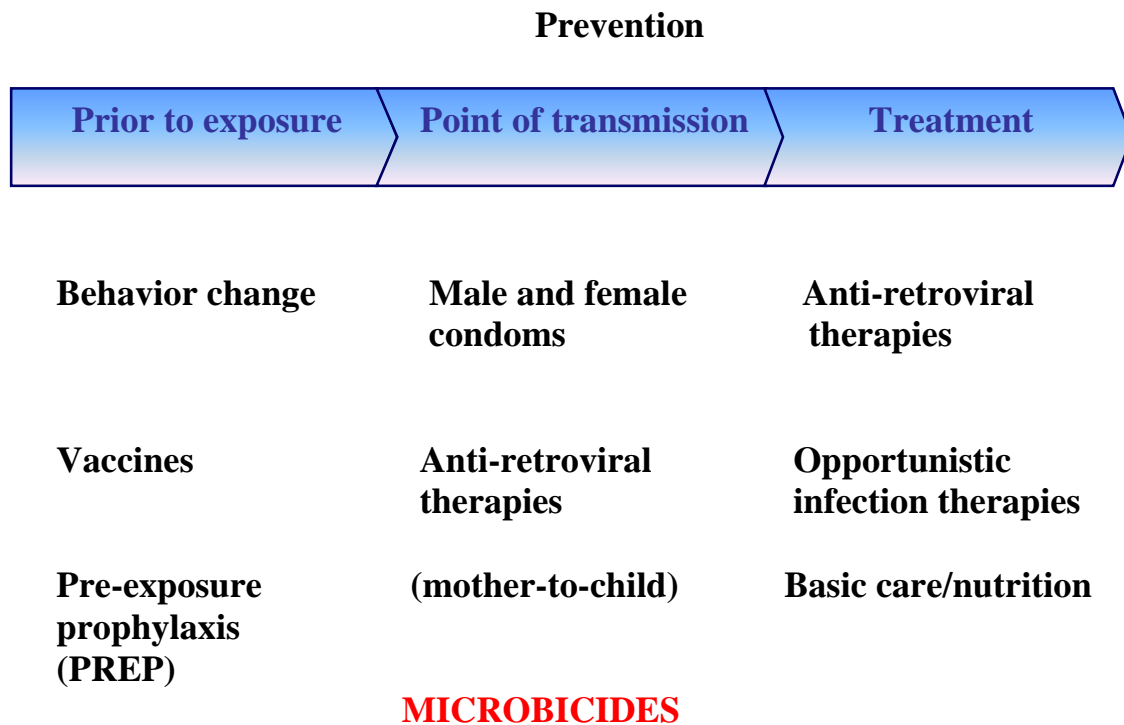 Prevention
Prior to exposure
Point of transmission
Treatment
Behavior change
Male and female
condoms
Anti-retroviral
therapies
Vaccines
Anti-retroviral
therapies
Opportunistic
infection therapies
Pre-exposure
prophylaxis
(PREP)
(mother-to-child)
Basic care/nutrition
MICROBICIDES